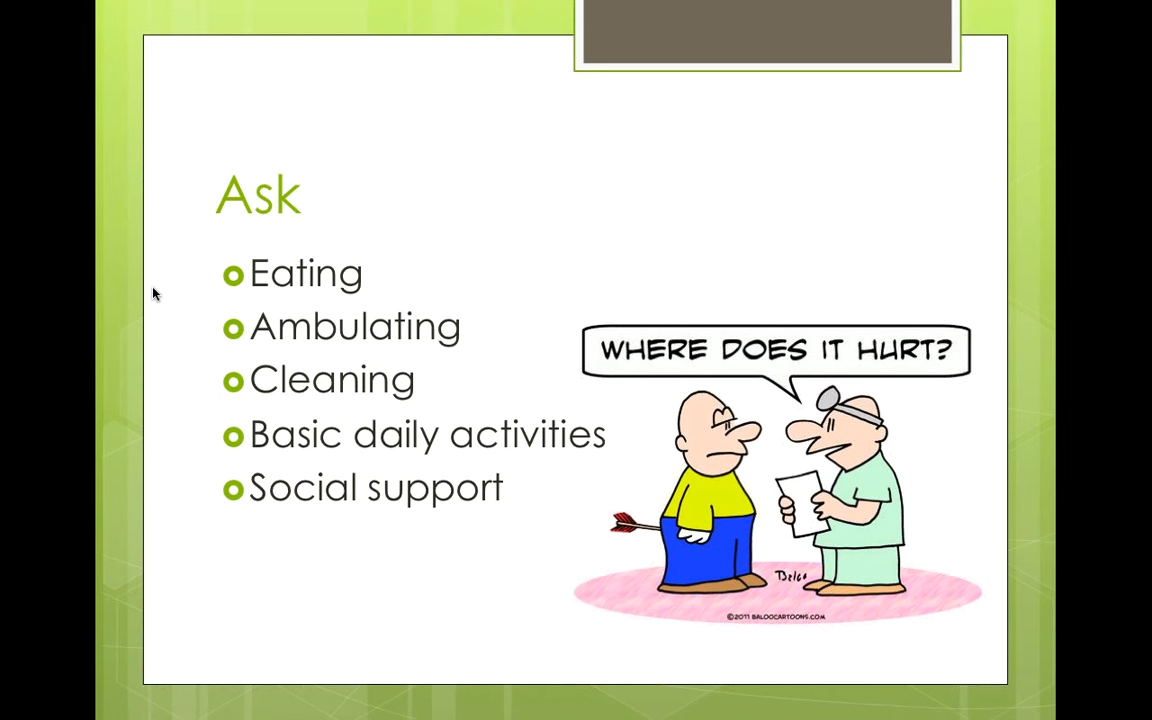 Ask
Eating
Ambulating
Cleaning
Basic daily activities
Social support
WHERE DOES IT HURT?
Baloo
©2011 BALOOCARTOONS.COM